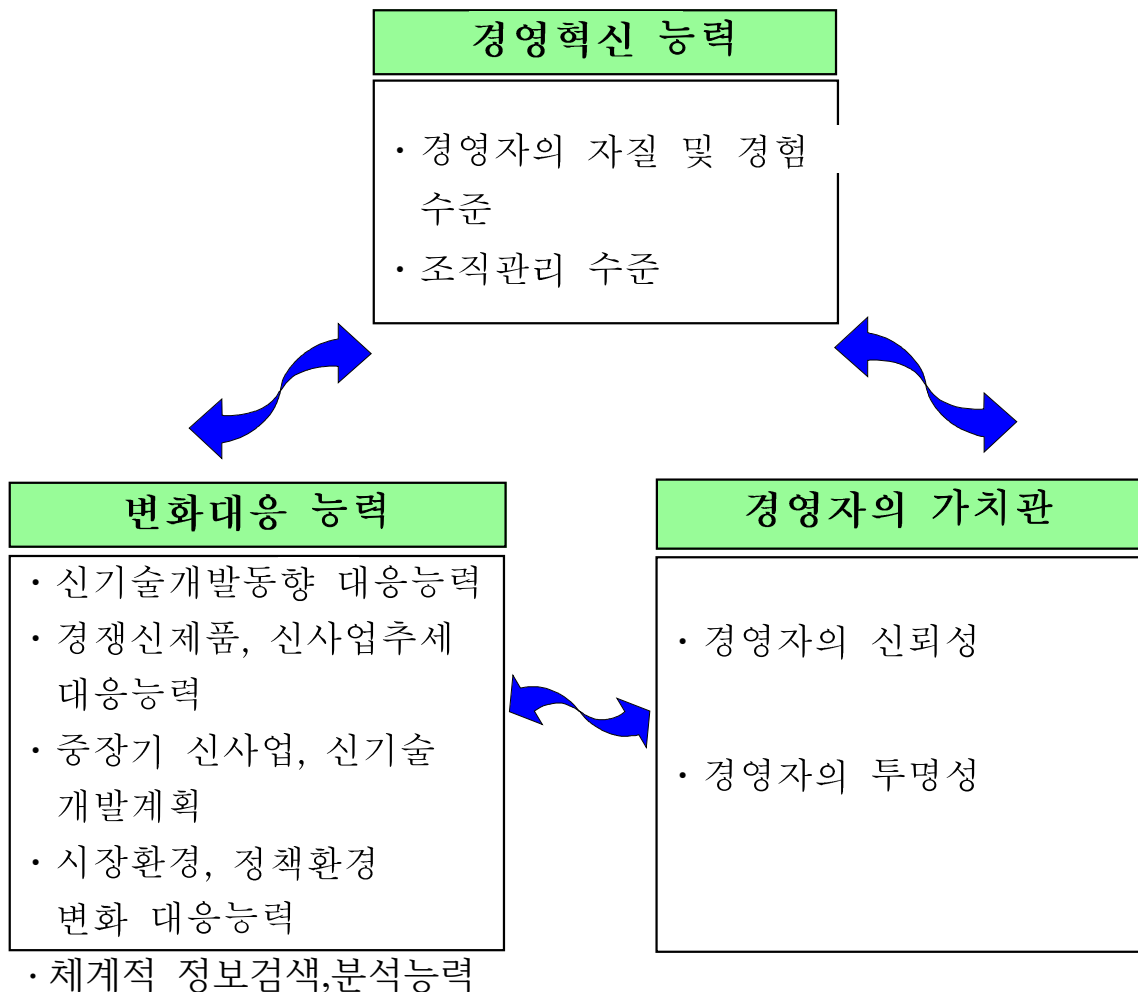 경영혁신 능력
· 경영자의 자질 및 경험
수준
· 조직관리 수준
변화대응 능력
· 신기술개발동향 대응능력
· 경쟁신제품, 신사업추세
대응능력
· 중장기 신사업, 신기술
개발계획
· 시장환경, 정책환경
변화 대응능력
· 체계적 정보검색,분석능력
경영자의 가치관
· 경영자의 신뢰성
· 경영자의 투명성